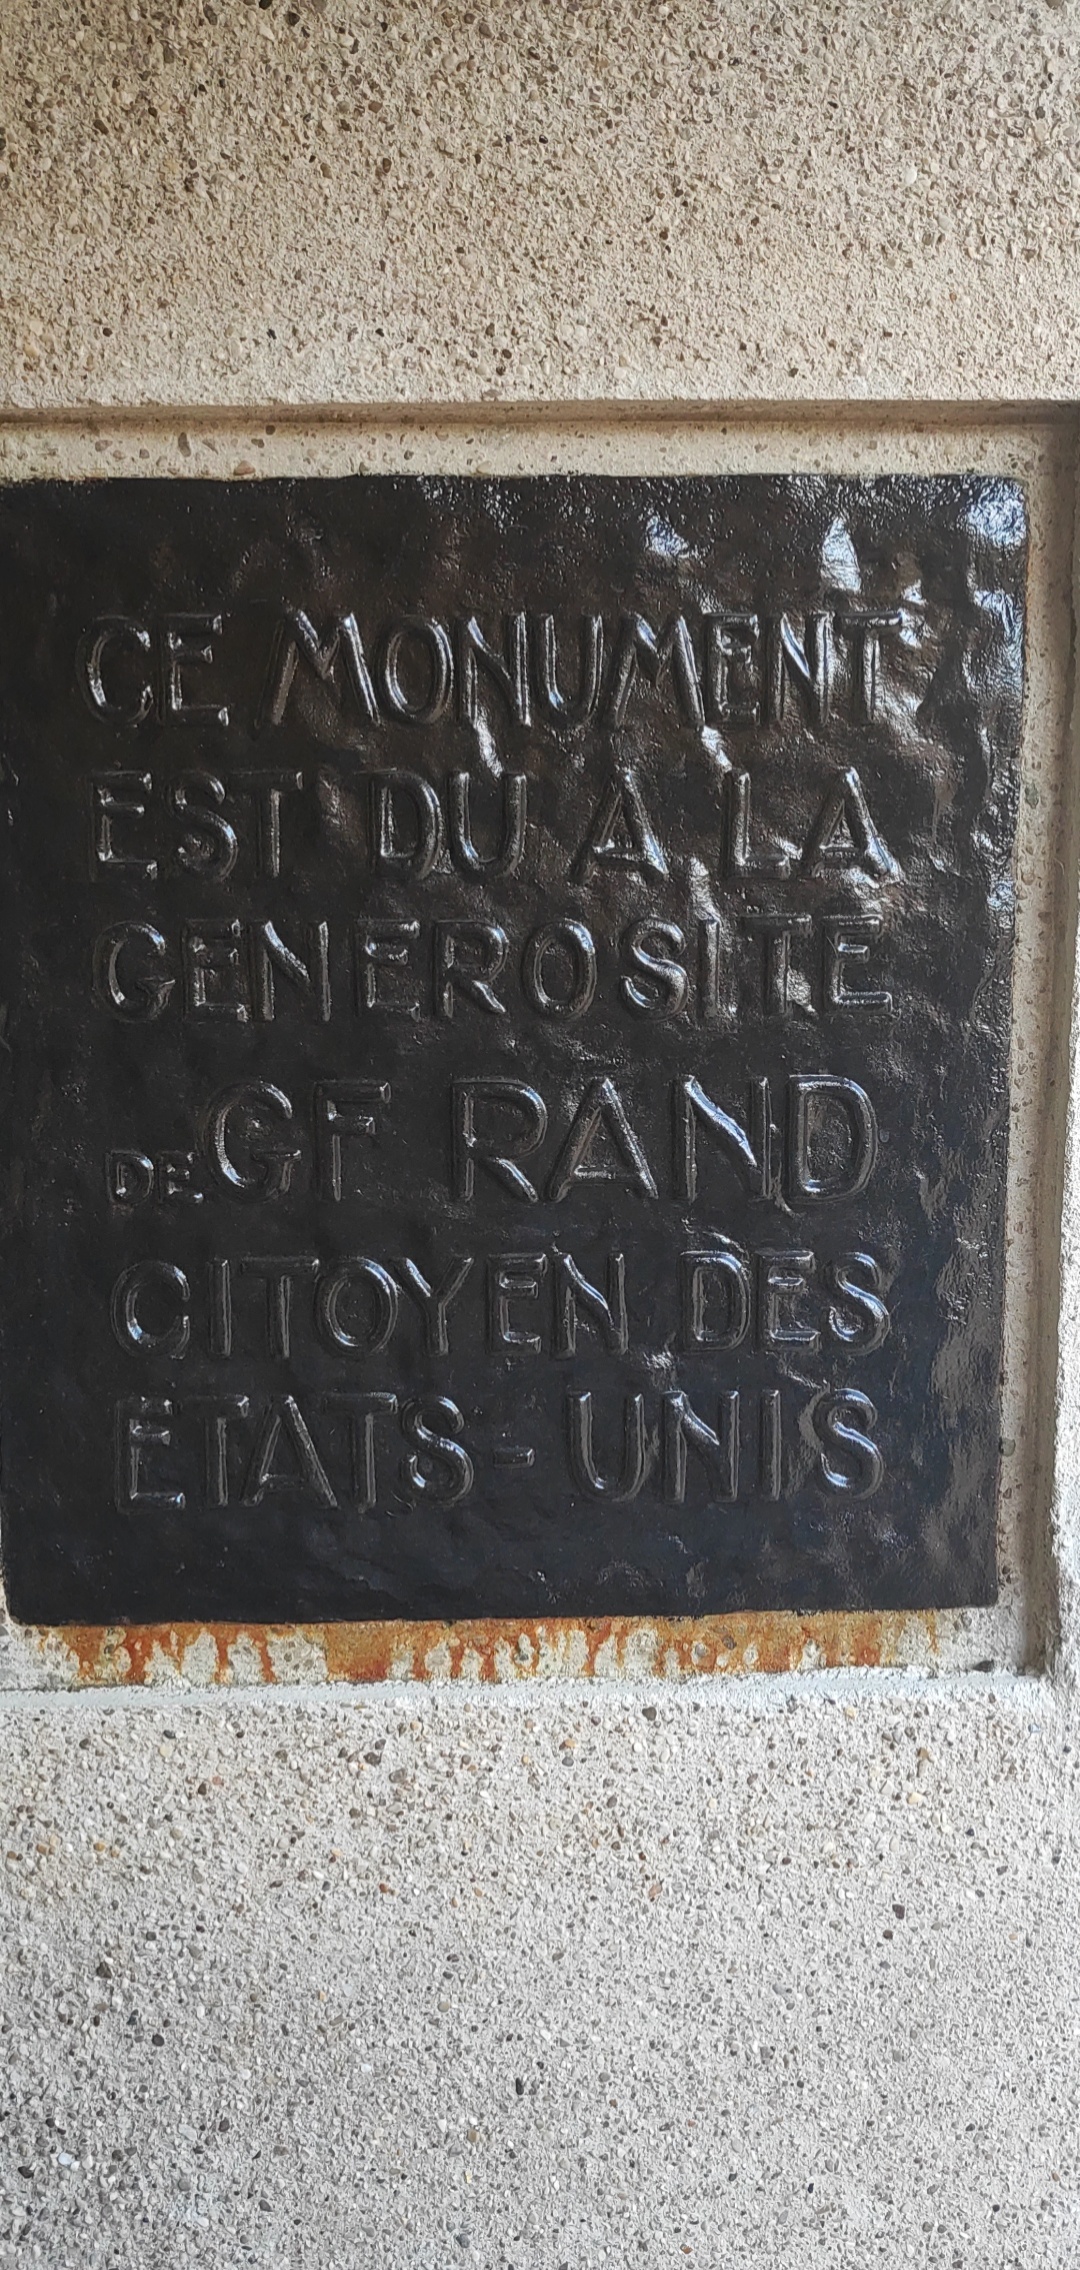 CE MONUMENT
EST DU A LA
GENEROSITE
DE GF RAND
CITOYEN DES
ETATS-UNIS